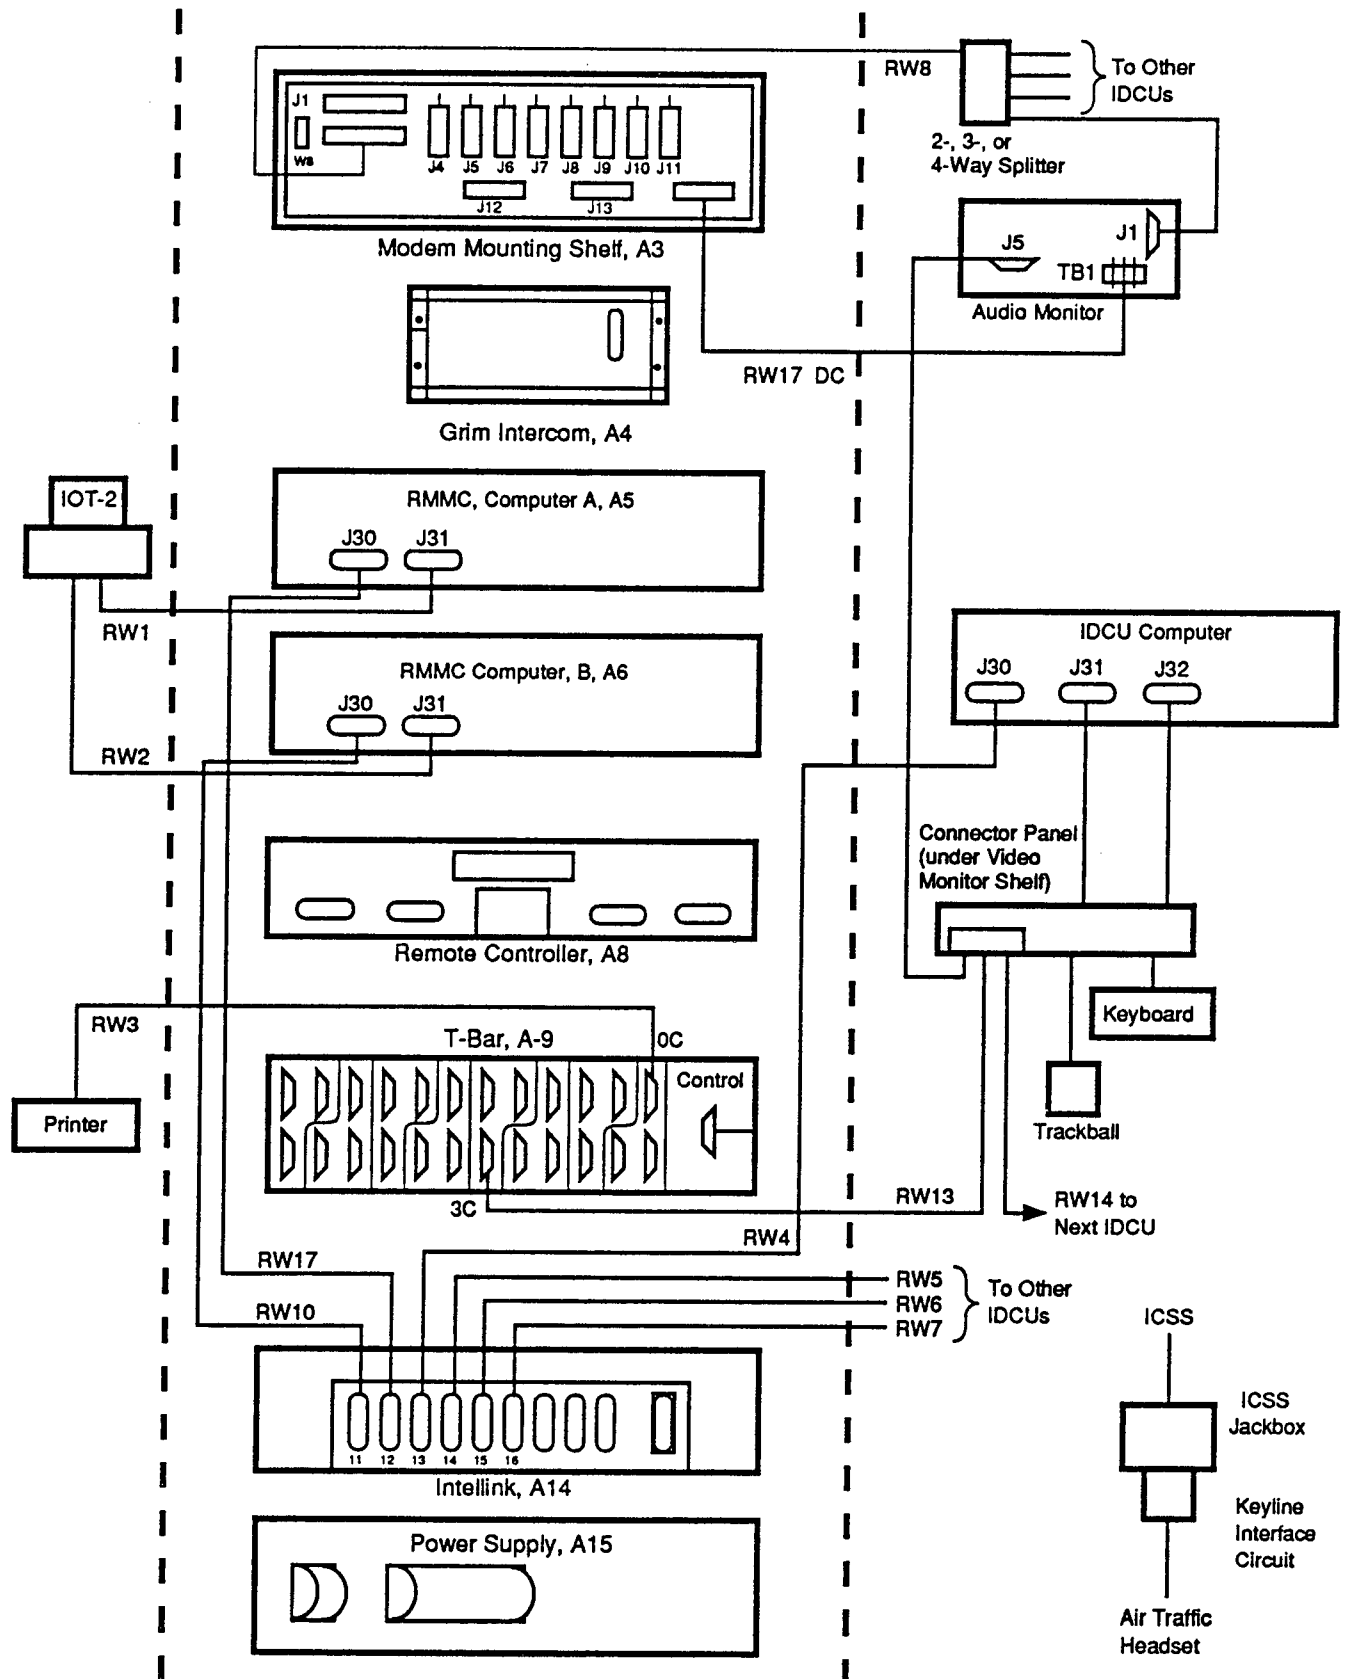 RW8
To Other
IDCUs
2-, 3-, or
4-Way Splitter
J1
W8
J4 J5 J6 J7 J8 J9 J10 J11
J12 J13
Modem Mounting Shelf, A3
J5 J1
TB1
Audio Monitor
RW17 DC
Grim Intercom, A4
IOT-2
RMMC, Computer A, A5
J30 J31
RW1
RMMC Computer, B, A6
J30 J31
RW2
IDCU Computer
J30 J31 J32
Connector Panel
(under Video
Monitor Shelf)
Remote Controller, A8
Keyboard
Trackball
RW3
T-Bar, A-9
0C
Control
Printer
3C
RW13
RW14 to
Next IDCU
RW4
RW17
RW10
RW5
RW6
RW7
To Other
IDCUs
11 12 13 14 15 16
Intellink, A14
Power Supply, A15
ICSS
ICSS
Jackbox
Keyline
Interface
Circuit
Air Traffic
Headset